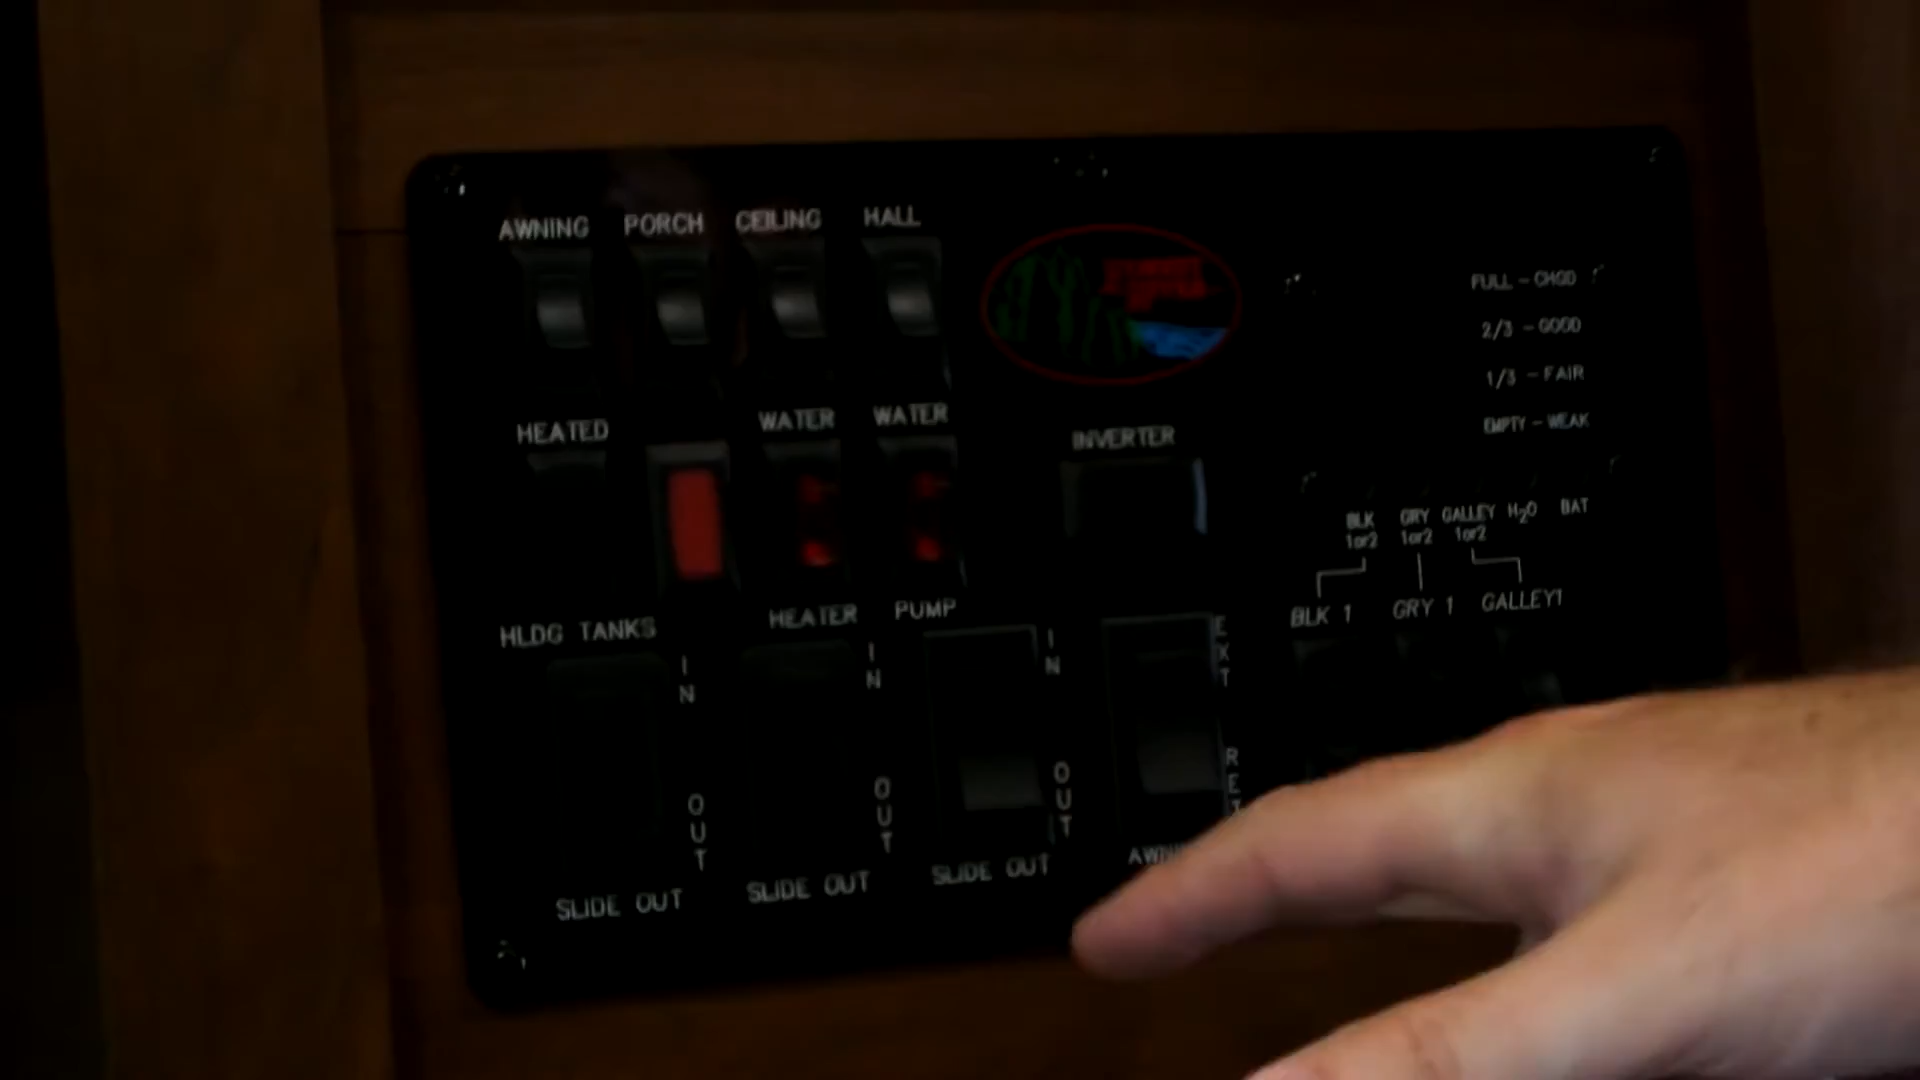 AWNING PORCH CEILING HALL
FULL - CHGD
2/3 - GOOD
1/3 - FAIR
EMPTY - WEAK
HEATED WATER WATER INVERTER
BLK GRY GALLEY H₂O BAT
1or2 1or2 1or2
BLK 1 GRY 1 GALLEY1
HLDG TANKS HEATER PUMP
IN IN IN EXT
OUT OUT OUT
SLIDE OUT SLIDE OUT SLIDE OUT